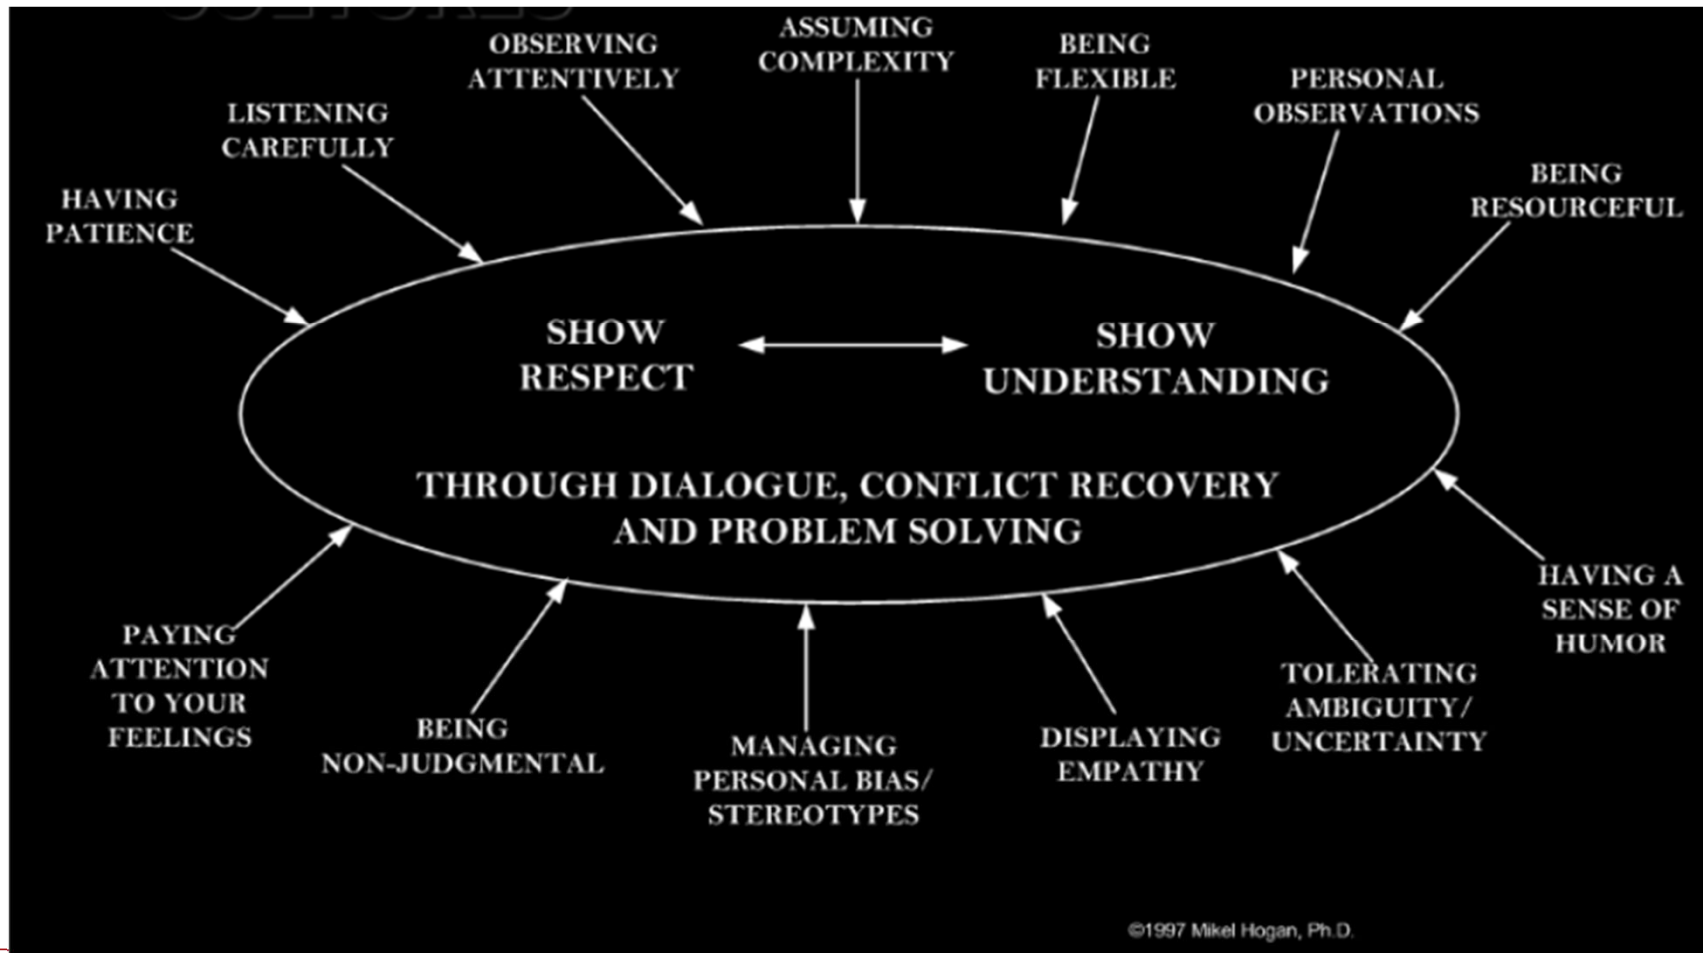 OBSERVING
ATTENTIVELY
ASSUMING
COMPLEXITY
BEING
FLEXIBLE
PERSONAL
OBSERVATIONS
LISTENING
CAREFULLY
BEING
RESOURCEFUL
HAVING
PATIENCE
SHOW
RESPECT
SHOW
UNDERSTANDING
THROUGH DIALOGUE, CONFLICT RECOVERY
AND PROBLEM SOLVING
HAVING A
SENSE OF
HUMOR
PAYING
ATTENTION
TO YOUR
FEELINGS
BEING
NON-JUDGMENTAL
MANAGING
PERSONAL BIAS/
STEREOTYPES
DISPLAYING
EMPATHY
TOLERATING
AMBIGUITY/
UNCERTAINTY
©1997 Mikel Hogan, Ph.D.